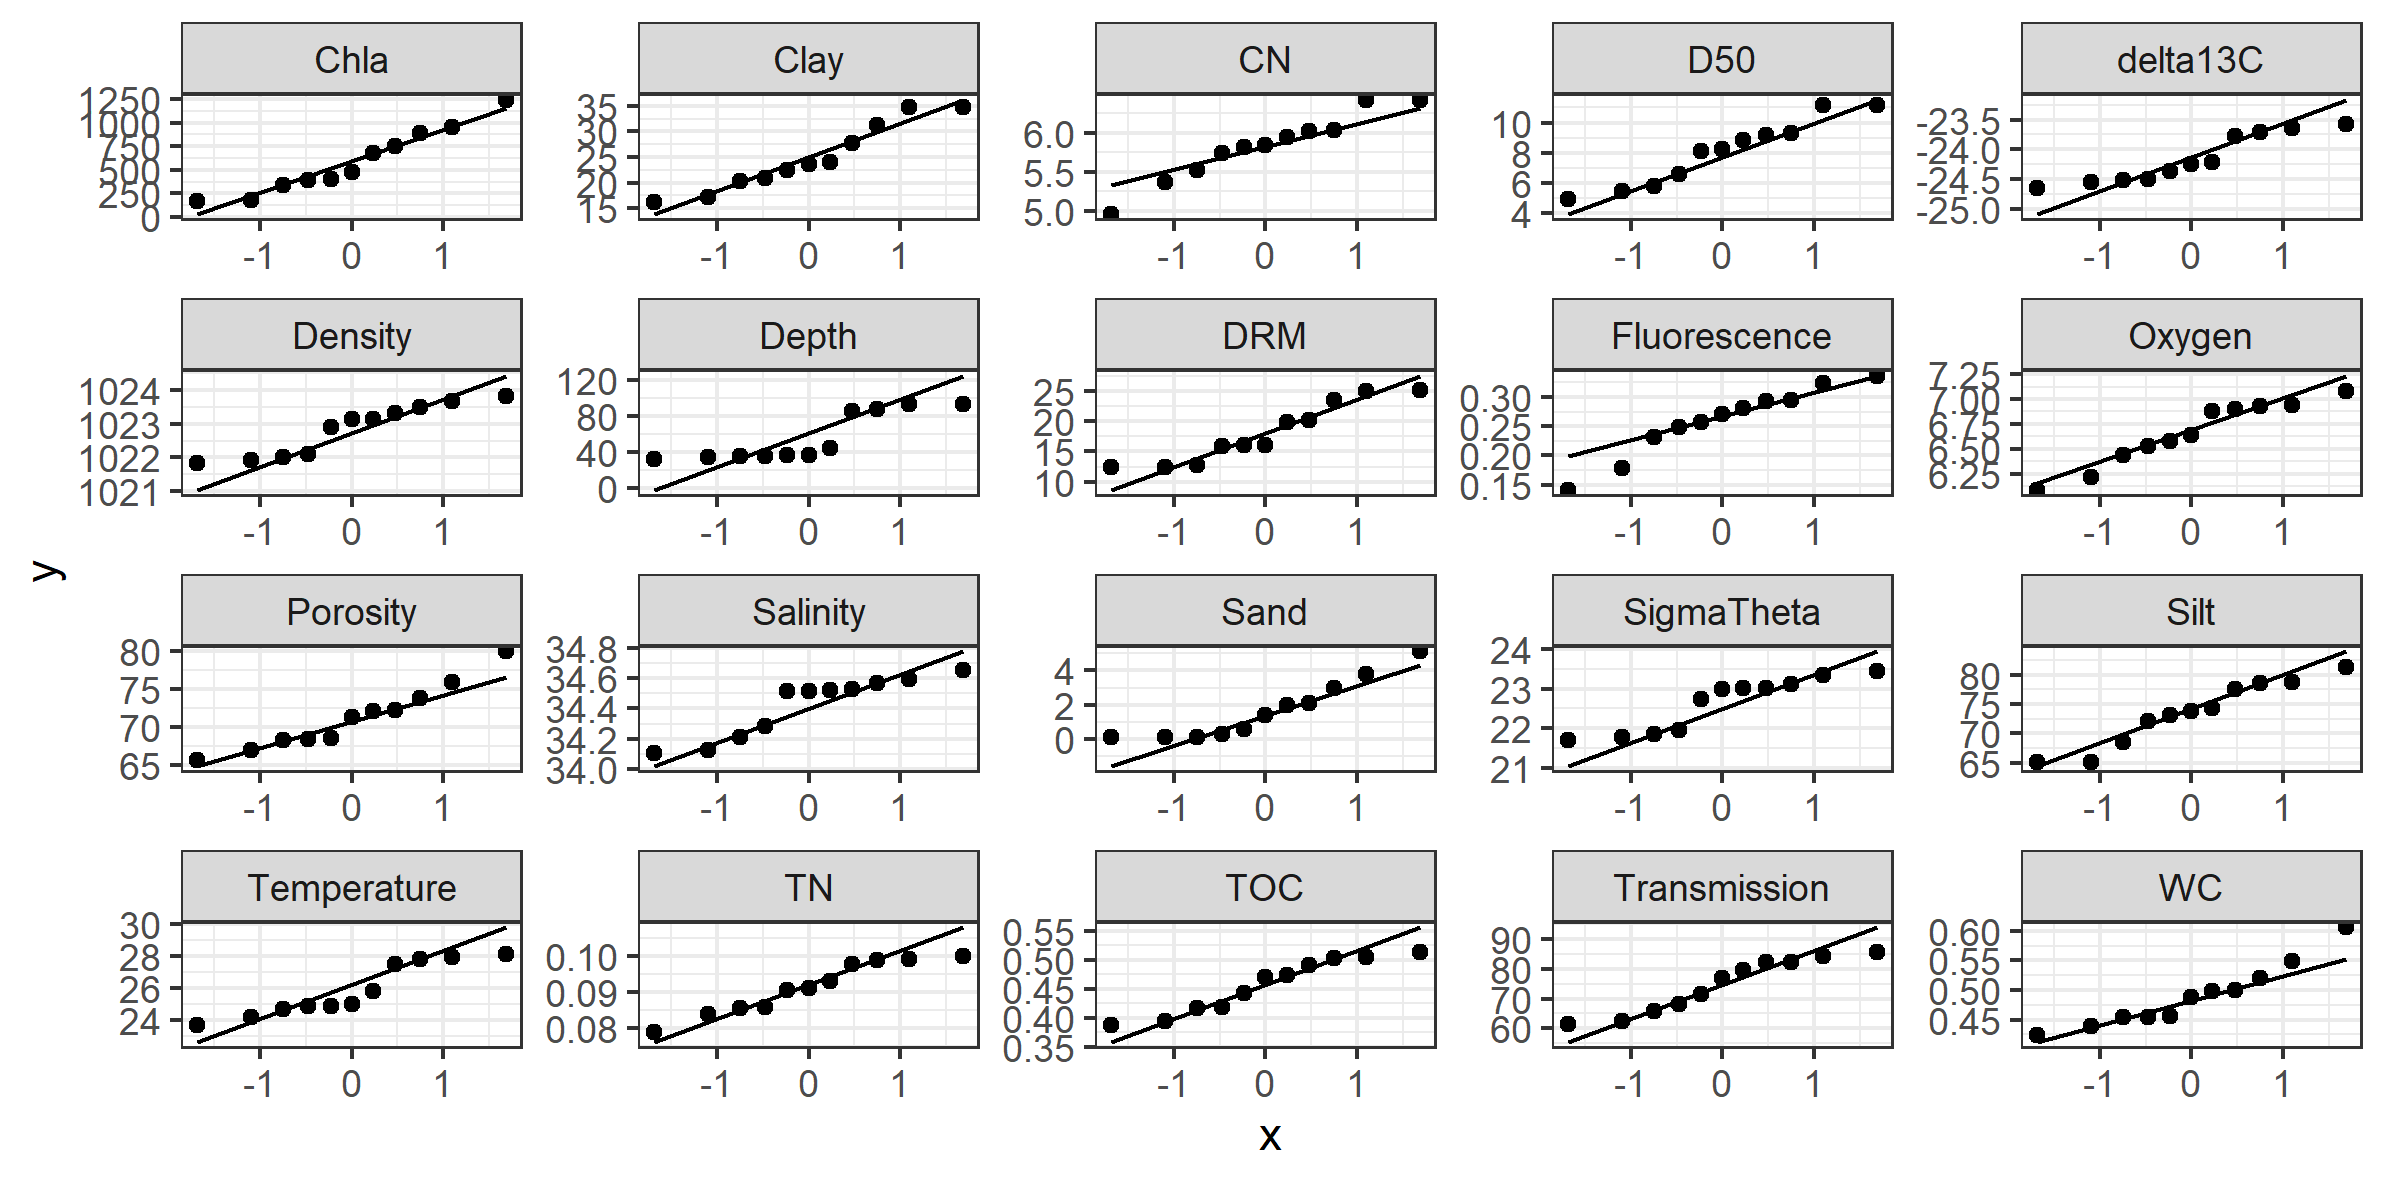 Chla Clay CN D50 delta13C
1250 35 6.0 10 -23.5
1000 30 5.5 8 -24.0
750 25 5.0 6 -24.5
500 20 4 -25.0
250 15
0
-1 0 1 -1 0 1 -1 0 1 -1 0 1 -1 0 1
Density Depth DRM Fluorescence Oxygen
1024 120 25 0.30 7.25
1023 80 20 0.25 7.00
1022 40 15 0.20 6.75
1021 0 10 0.15 6.50
6.25
-1 0 1 -1 0 1 -1 0 1 -1 0 1 -1 0 1
y
Porosity Salinity Sand SigmaTheta Silt
80 34.8 4 24 80
75 34.6 2 23 75
70 34.4 0 22 70
65 34.2 21 65
34.0
-1 0 1 -1 0 1 -1 0 1 -1 0 1 -1 0 1
Temperature TN TOC Transmission WC
30 0.10 0.55 90 0.60
28 0.09 0.50 80 0.55
26 0.08 0.45 70 0.50
24 0.40 60 0.45
0.35
-1 0 1 -1 0 1 -1 0 1 -1 0 1 -1 0 1
x